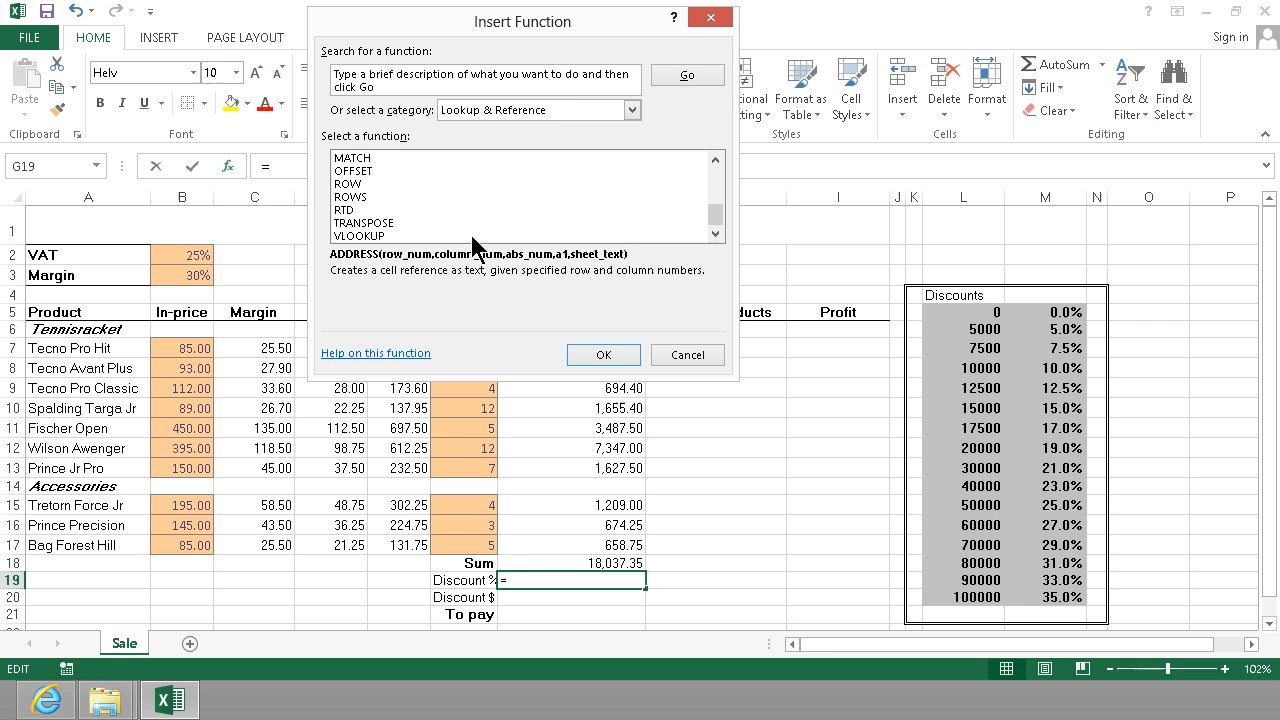 Insert Function
?
Sign in
FILE HOME INSERT PAGE LAYOUT
Search for a function:
Type a brief description of what you want to do and then click Go
Go
Or select a category: Lookup & Reference
Select a function:
MATCH
OFFSET
ROW
ROWS
RTD
TRANSPOSE
VLOOKUP
ADDRESS(row_num,column_num,abs_num,a1,sheet_text)
Creates a cell reference as text, given specified row and column numbers.
Help on this function
OK Cancel
Paste
Clipboard
Helv 10
B I U
Font
Format as Table
Cell Styles
Styles
Insert Delete Format
Cells
AutoSum
Fill
Clear
Sort & Filter
Find & Select
Editing
G19 fx =
A B C I J K L M N O P
1
2 VAT 25%
3 Margin 30%
4 Discounts
5 Product In-price Margin Profit 0 0.0%
6 Tennisracket 5000 5.0%
7 Tecno Pro Hit 85.00 25.50 7500 7.5%
8 Tecno Avant Plus 93.00 27.90 10000 10.0%
9 Tecno Pro Classic 112.00 33.60 28.00 173.60 4 694.40 12500 12.5%
10 Spalding Targa Jr 89.00 26.70 22.25 137.95 12 1,655.40 15000 15.0%
11 Fischer Open 450.00 135.00 112.50 697.50 5 3,487.50 17500 17.0%
12 Wilson Awenger 395.00 118.50 98.75 612.25 12 7,347.00 20000 19.0%
13 Prince Jr Pro 150.00 45.00 37.50 232.50 7 1,627.50 30000 21.0%
14 Accessories 40000 23.0%
15 Tretorn Force Jr 195.00 58.50 48.75 302.25 4 1,209.00 50000 25.0%
16 Prince Precision 145.00 43.50 36.25 224.75 3 674.25 60000 27.0%
17 Bag Forest Hill 85.00 25.50 21.25 131.75 5 658.75 70000 29.0%
18 Sum 18,037.35 80000 31.0%
19 Discount % = 90000 33.0%
20 Discount $ 100000 35.0%
21 To pay
Sale
EDIT 102%